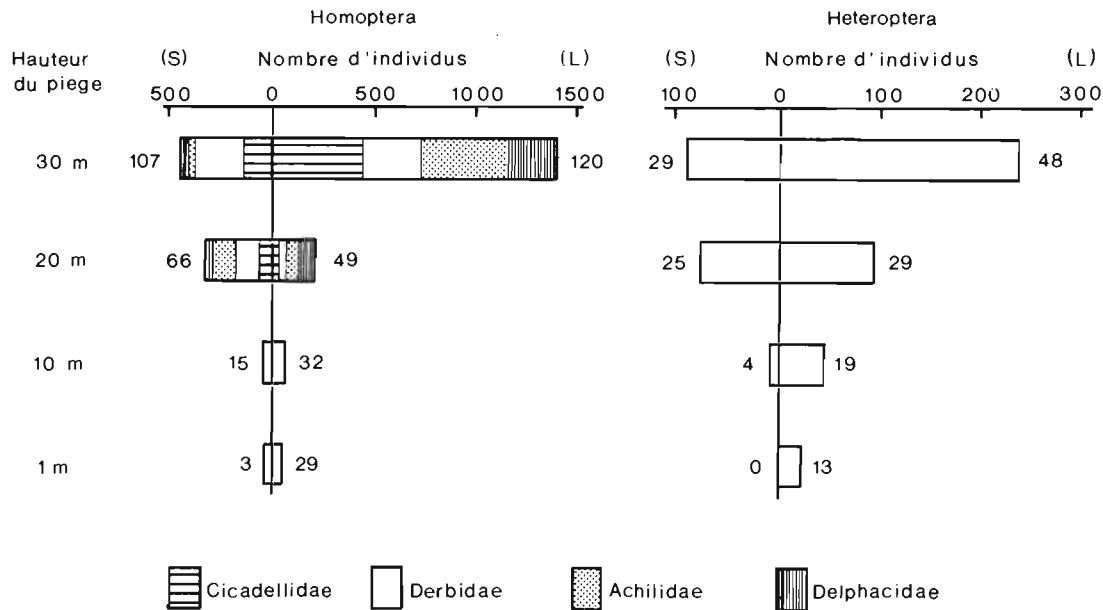 Homoptera Heteroptera
Hauteur du piege (S) Nombre d'individus (L) (S) Nombre d'individus (L)
500 0 500 1000 1500 100 0 100 200 300
30 m 107 120 29 48
20 m 66 49 25 29
10 m 15 32 4 19
1 m 3 29 0 13
Cicadellidae Derbidae Achilidae Delphacidae